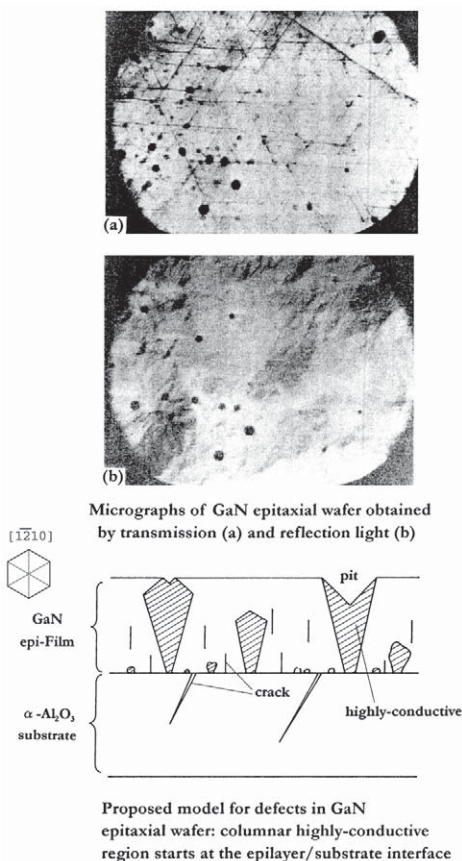 (a)
(b)
Micrographs of GaN epitaxial wafer obtained
by transmission (a) and reflection light (b)
[1̅2̅10]
pit
GaN
epi-Film
crack
α-Al₂O₃
substrate
highly-conductive
Proposed model for defects in GaN
epitaxial wafer: columnar highly-conductive
region starts at the epilayer/substrate interface